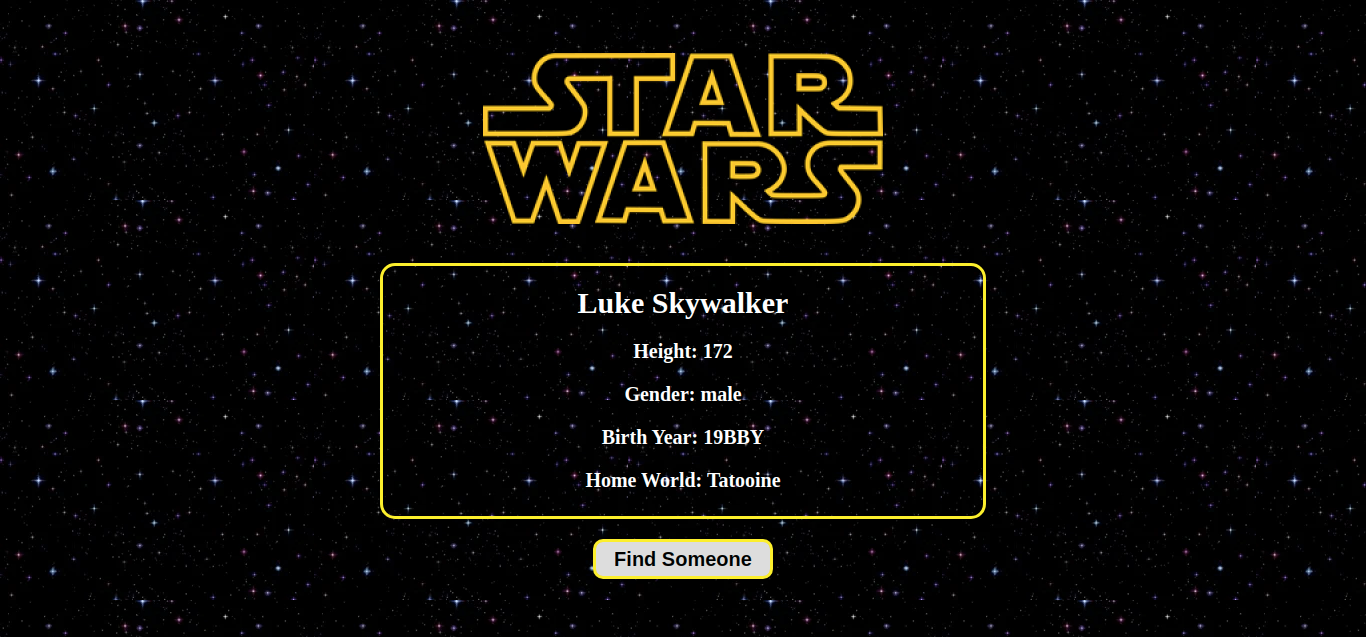 STAR
WARS
Luke Skywalker
Height: 172
Gender: male
Birth Year: 19BBY
Home World: Tatooine
Find Someone